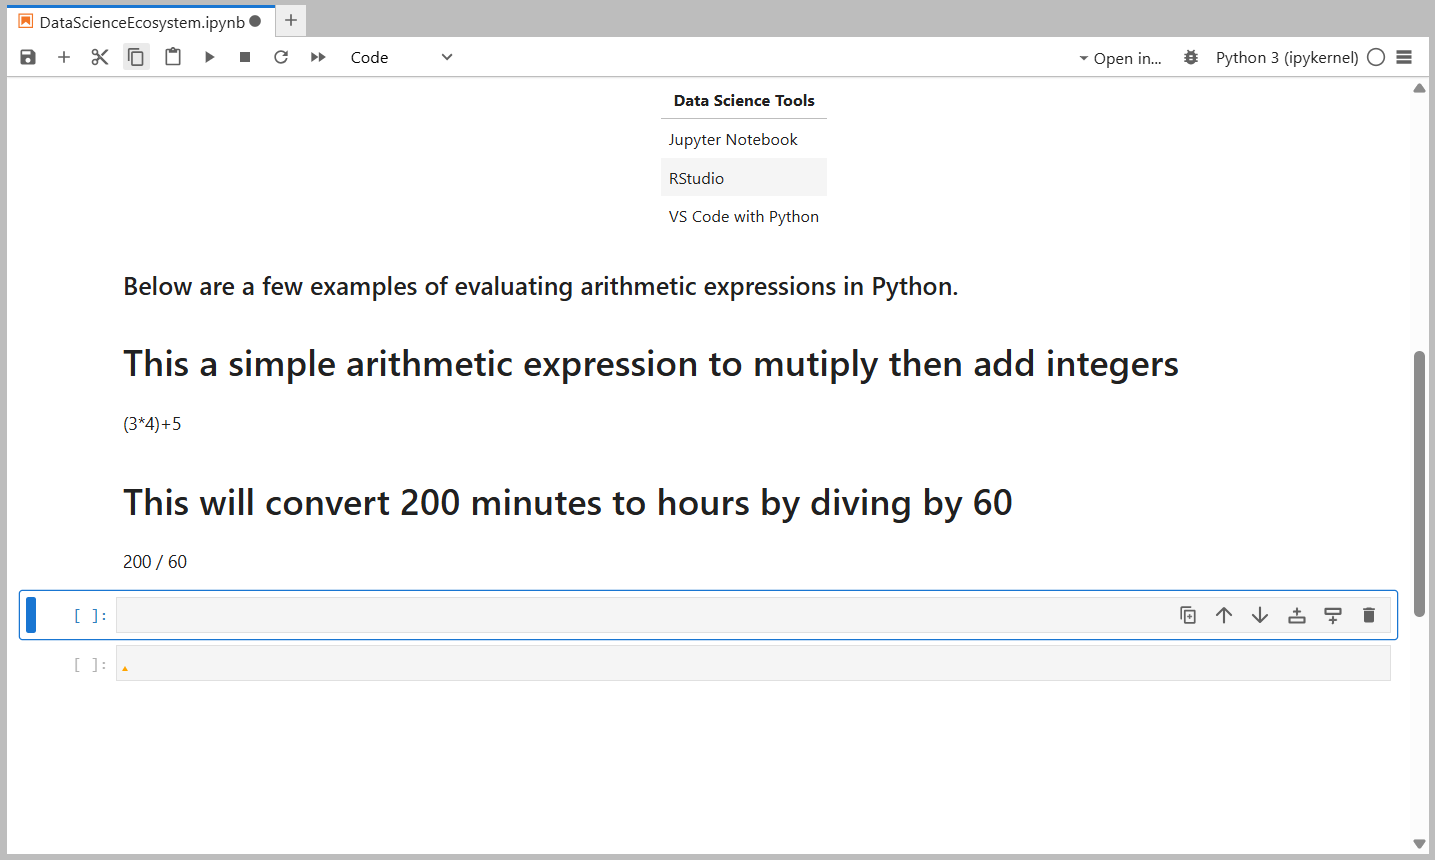 DataScienceEcosystem.ipynb
Code
Open in...
Python 3 (ipykernel)
Data Science Tools
Jupyter Notebook
RStudio
VS Code with Python
Below are a few examples of evaluating arithmetic expressions in Python.
This a simple arithmetic expression to mutiply then add integers
(3*4)+5
This will convert 200 minutes to hours by diving by 60
200 / 60
[ ]:
[ ]: